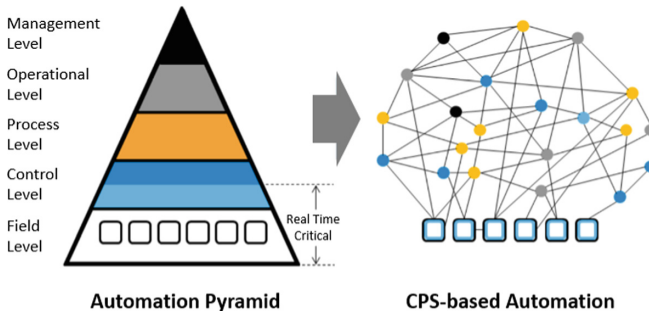 Management
Level
Operational
Level
Process
Level
Control
Level
Field
Level
Real Time
Critical
Automation Pyramid
CPS-based Automation